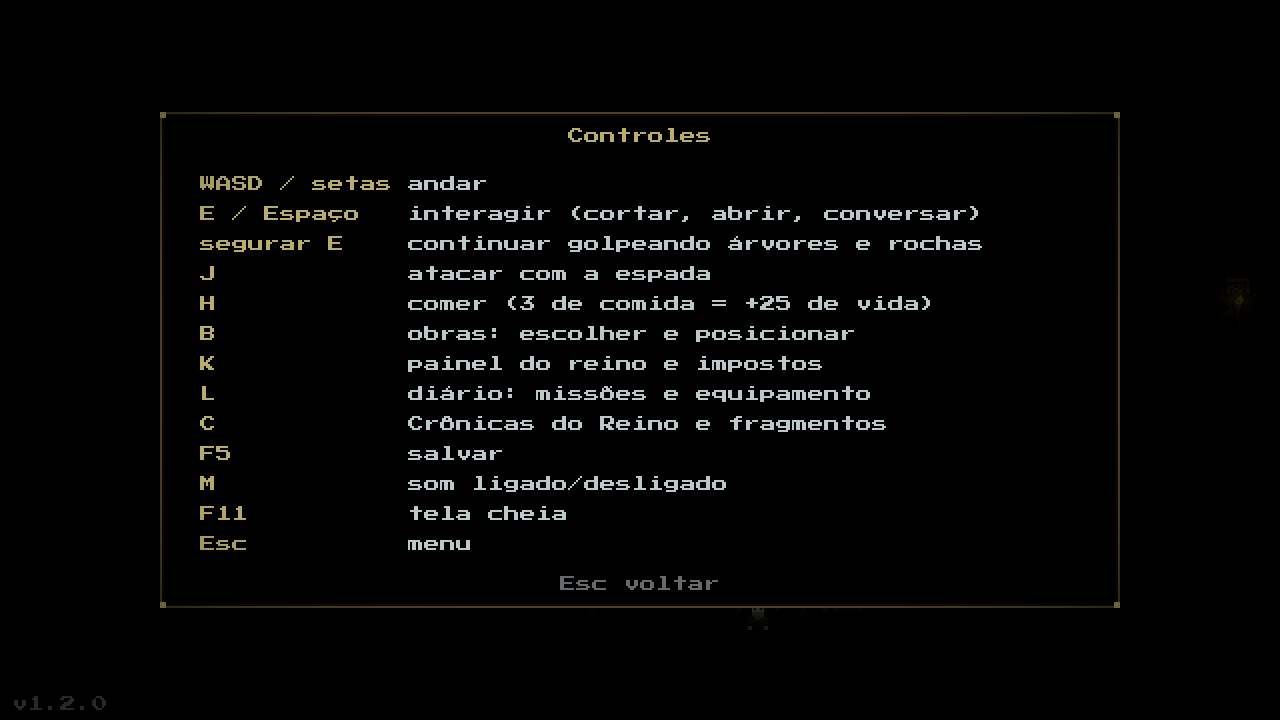 Controles
WASD / setas andar
E / Espaço interagir (cortar, abrir, conversar)
segurar E continuar golpeando árvores e rochas
J atacar com a espada
H comer (3 de comida = +25 de vida)
B obras: escolher e posicionar
K painel do reino e impostos
L diário: missões e equipamento
C Crônicas do Reino e fragmentos
F5 salvar
M som ligado/desligado
F11 tela cheia
Esc menu
Esc voltar
v1.2.0